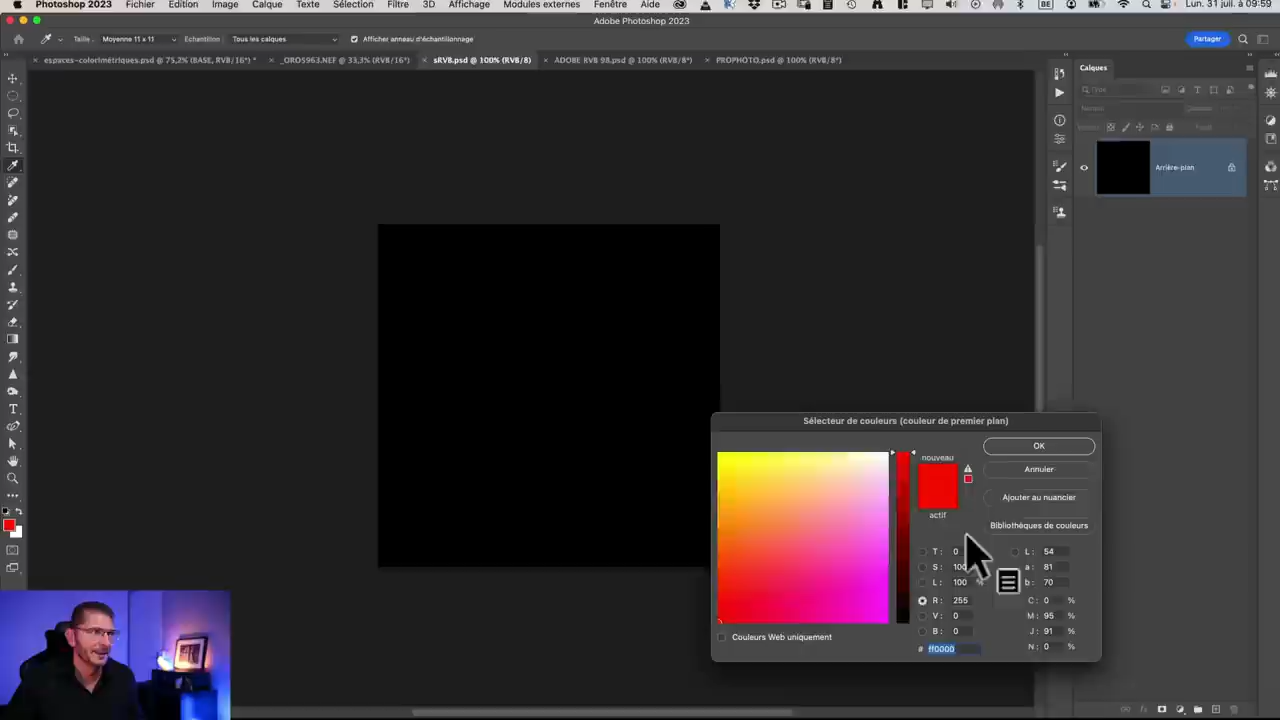 Photoshop 2023 Fichier Edition Image Calque Texte Sélection Filtre 3D Affichage Modules externes Fenêtre Aide BE Lun. 31 juil. à 09:59
Adobe Photoshop 2023
Taille : Moyenne 11 x 11 Echantillon : Tous les calques Afficher anneau d'échantillonnage Partager
espaces-colorimétriques.psd @ 75,2% (BASE, RVB/16*) * _ORO5963.NEF @ 33,3% (RVB/16*) sRVB.psd @ 100% (RVB/8) ADOBE RVB 98.psd @ 100% (RVB/8*) PROPHOTO.psd @ 100% (RVB/8*)
Calques
Arrière-plan
Sélecteur de couleurs (couleur de premier plan)
OK
nouveau
Annuler
Ajouter au nuancier
actif
Bibliothèques de couleurs
T : 0 L : 54
S : 100 a : 81
L : 100 % b : 70
R : 255 C : 0 %
V : 0 M : 95 %
B : 0 J : 91 %
Couleurs Web uniquement
# ff0000 N : 0 %